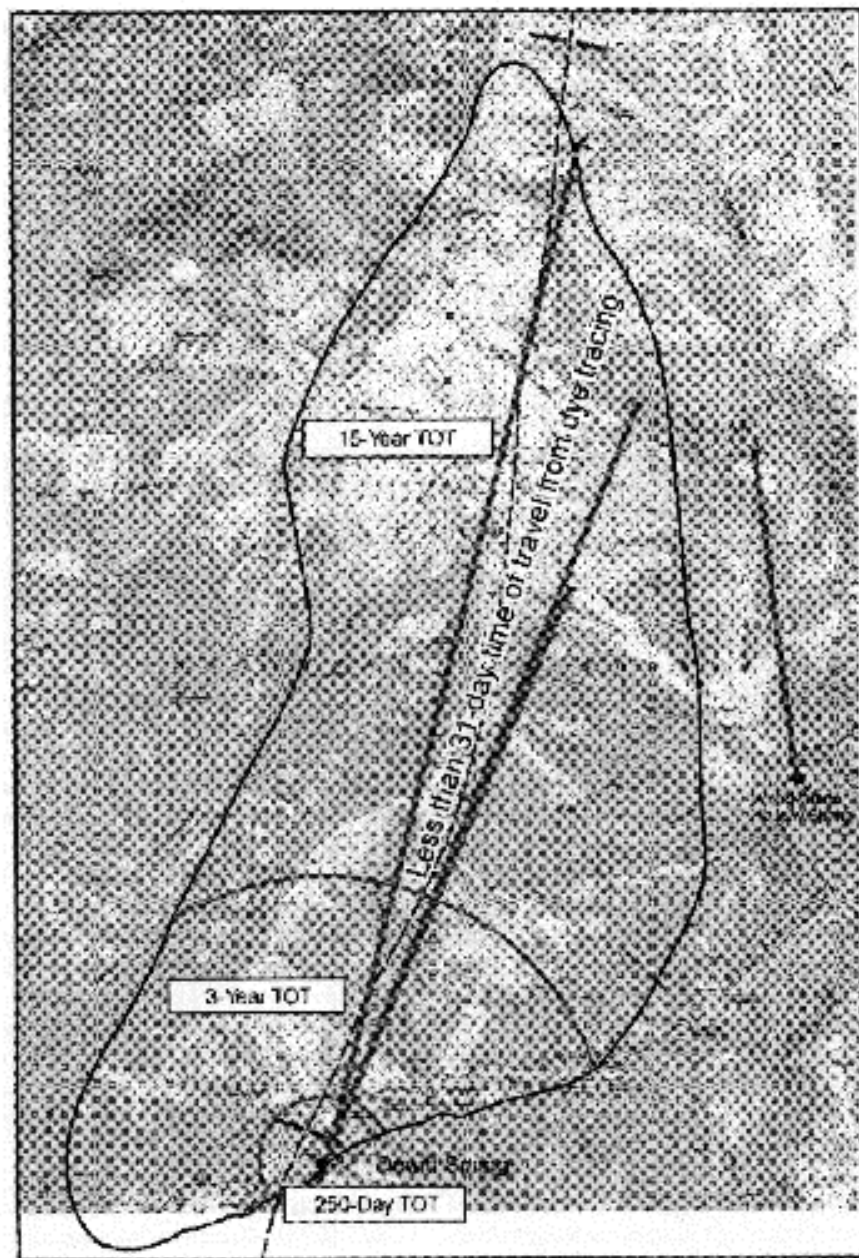 15-Year TOT
Less than 31-day time of travel from dye tracing
3-Year TOT
Spring
250-Day TOT